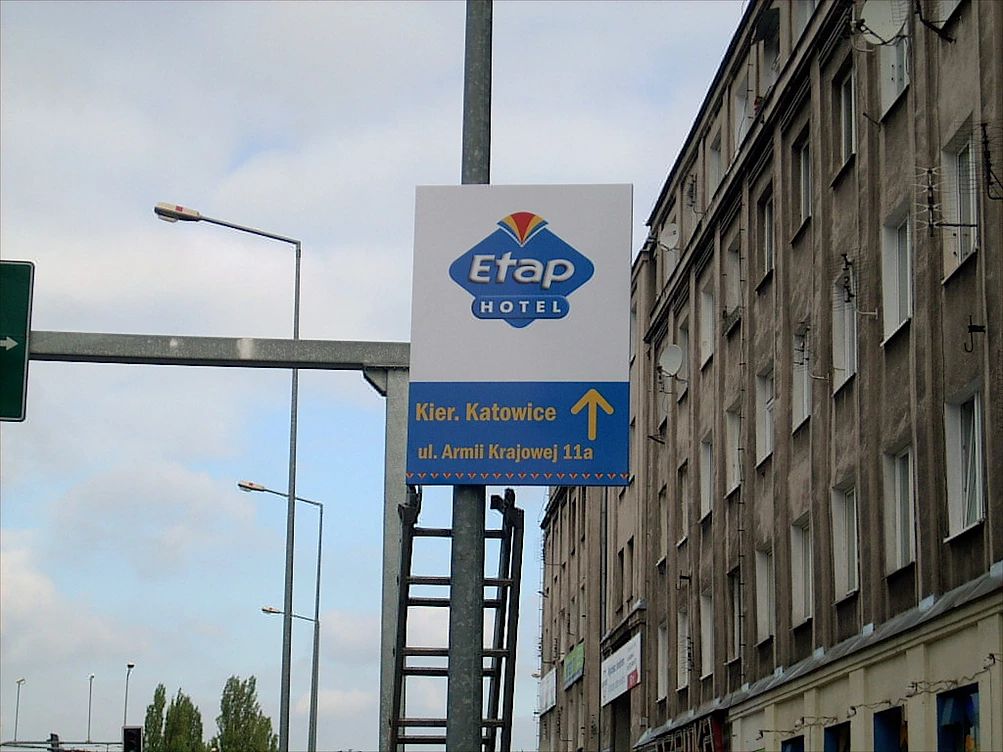 Etap
HOTEL
Kier. Katowice
ul. Armii Krajowej 11a